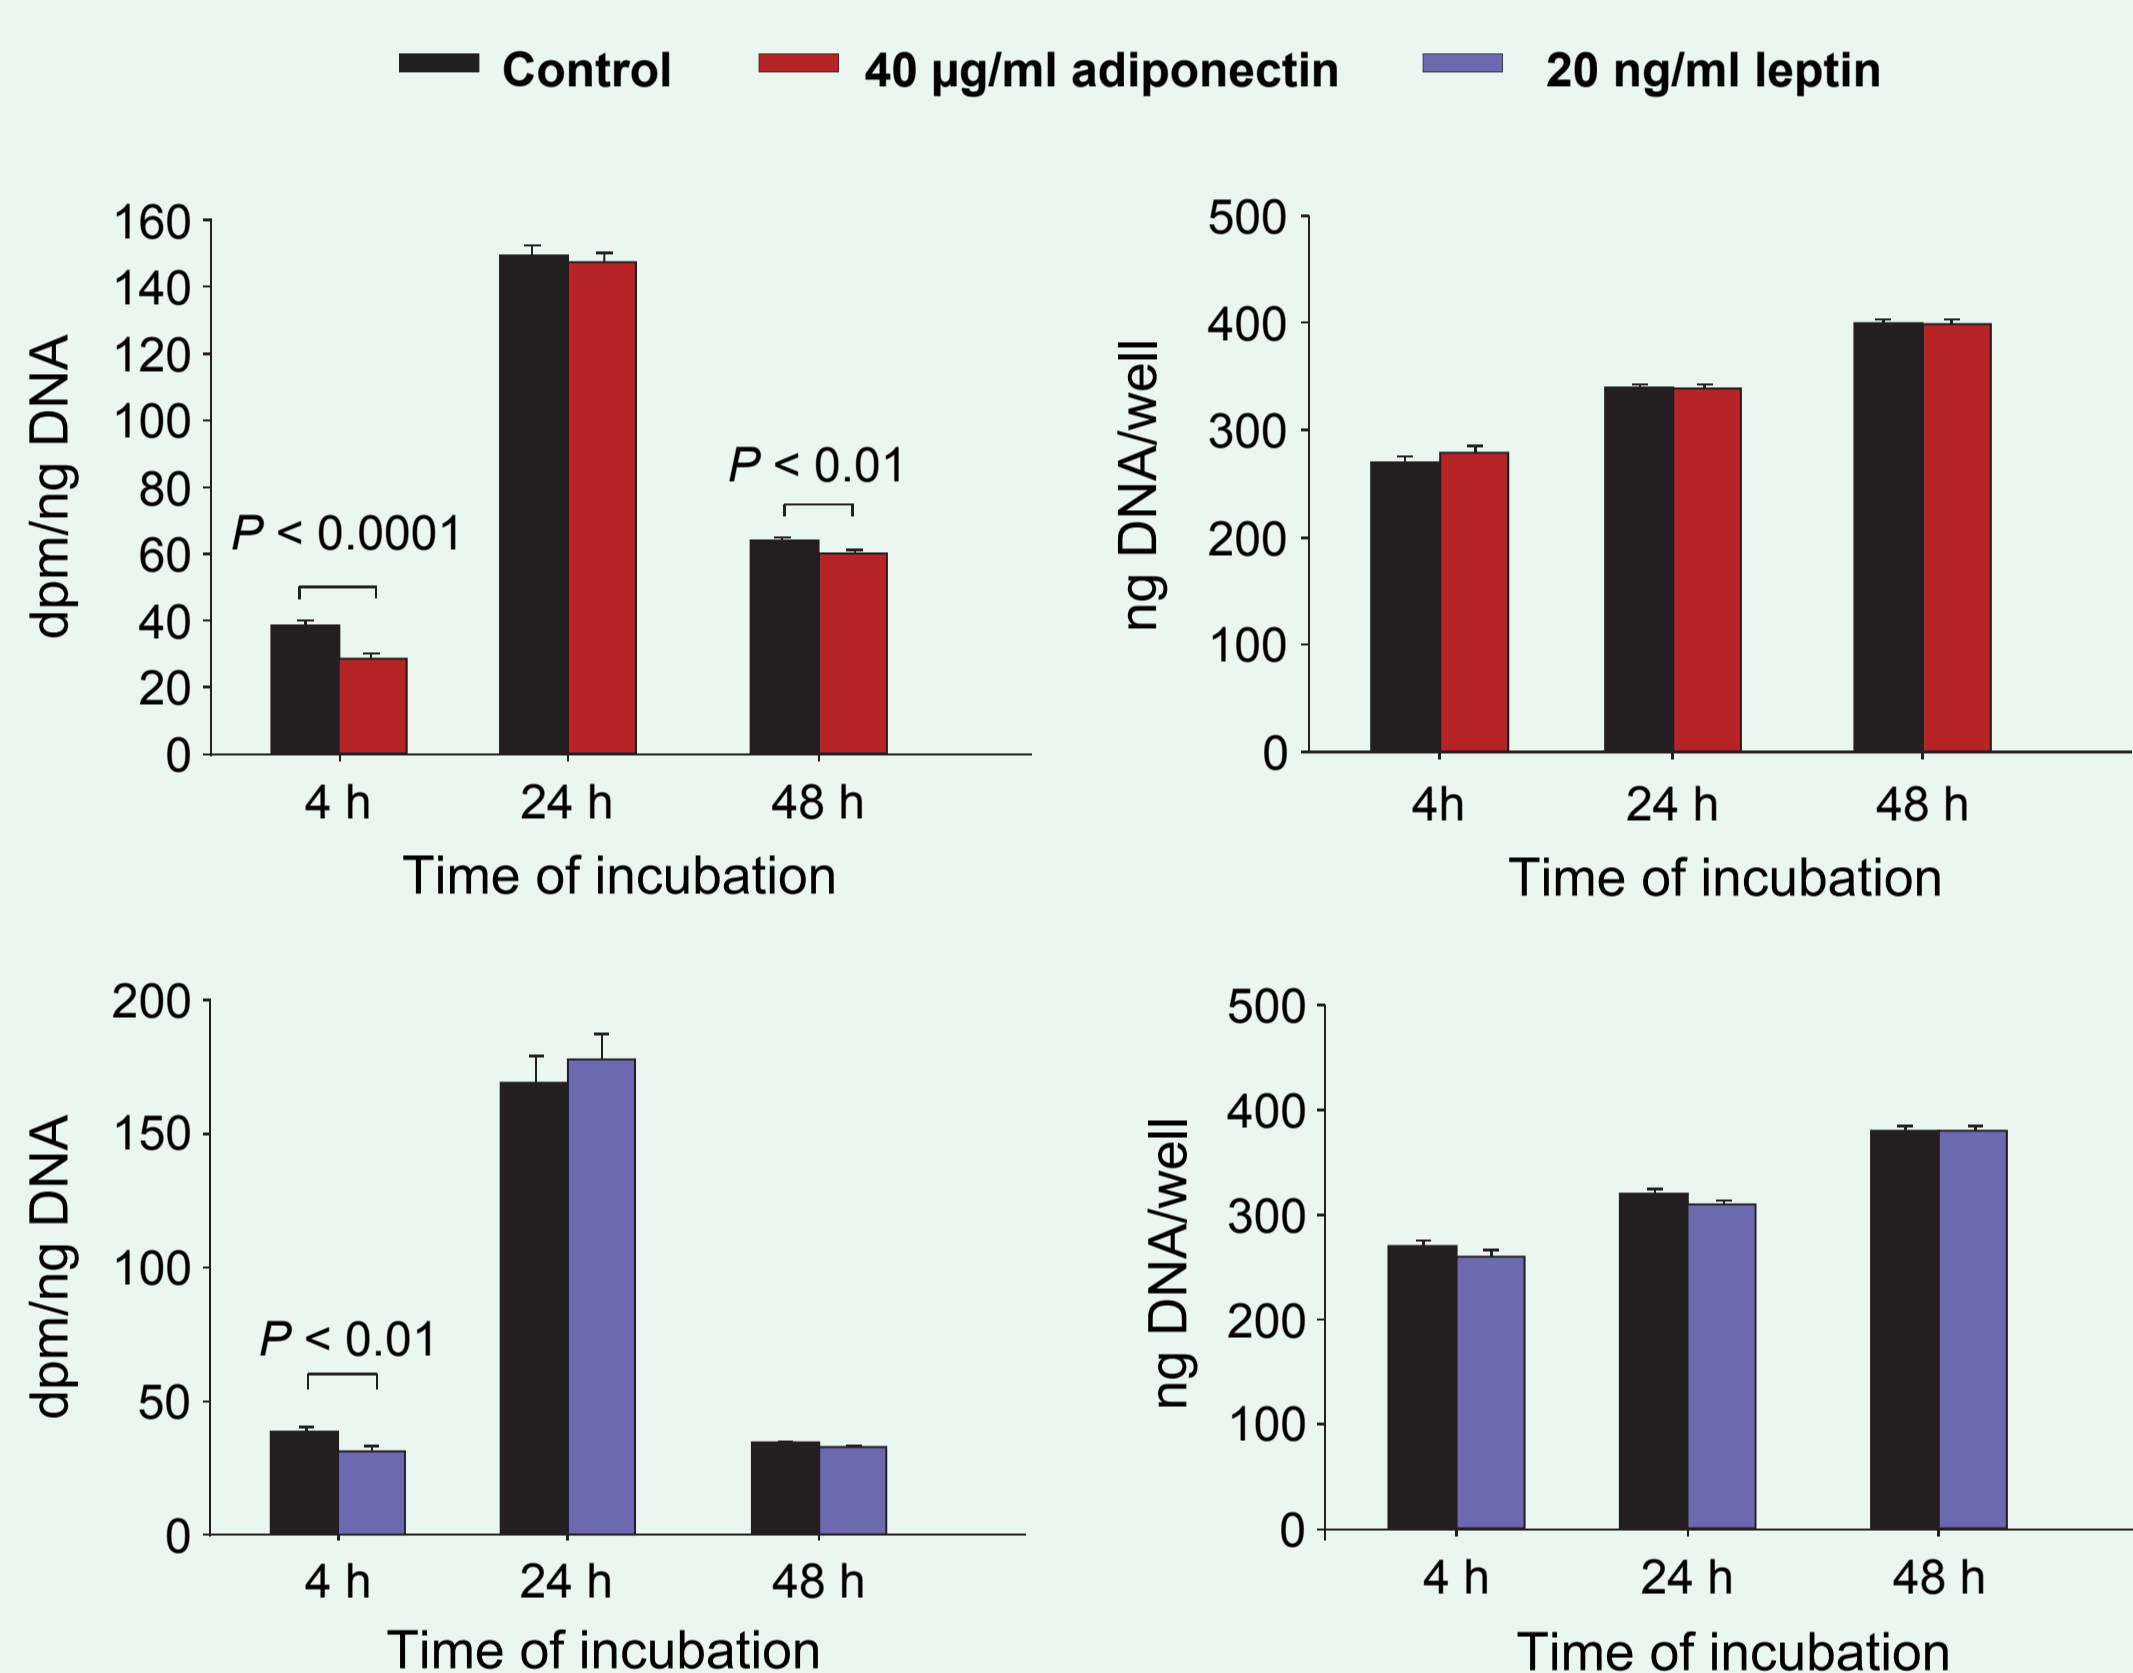 Control 40 µg/ml adiponectin 20 ng/ml leptin
dpm/ng DNA
160
140
120
100
80
60
40
20
0
P < 0.0001
P < 0.01
4 h 24 h 48 h
Time of incubation
ng DNA/well
500
400
300
200
100
0
4h 24 h 48 h
Time of incubation
dpm/ng DNA
200
150
100
50
0
P < 0.01
4 h 24 h 48 h
Time of incubation
ng DNA/well
500
400
300
200
100
0
4 h 24 h 48 h
Time of incubation